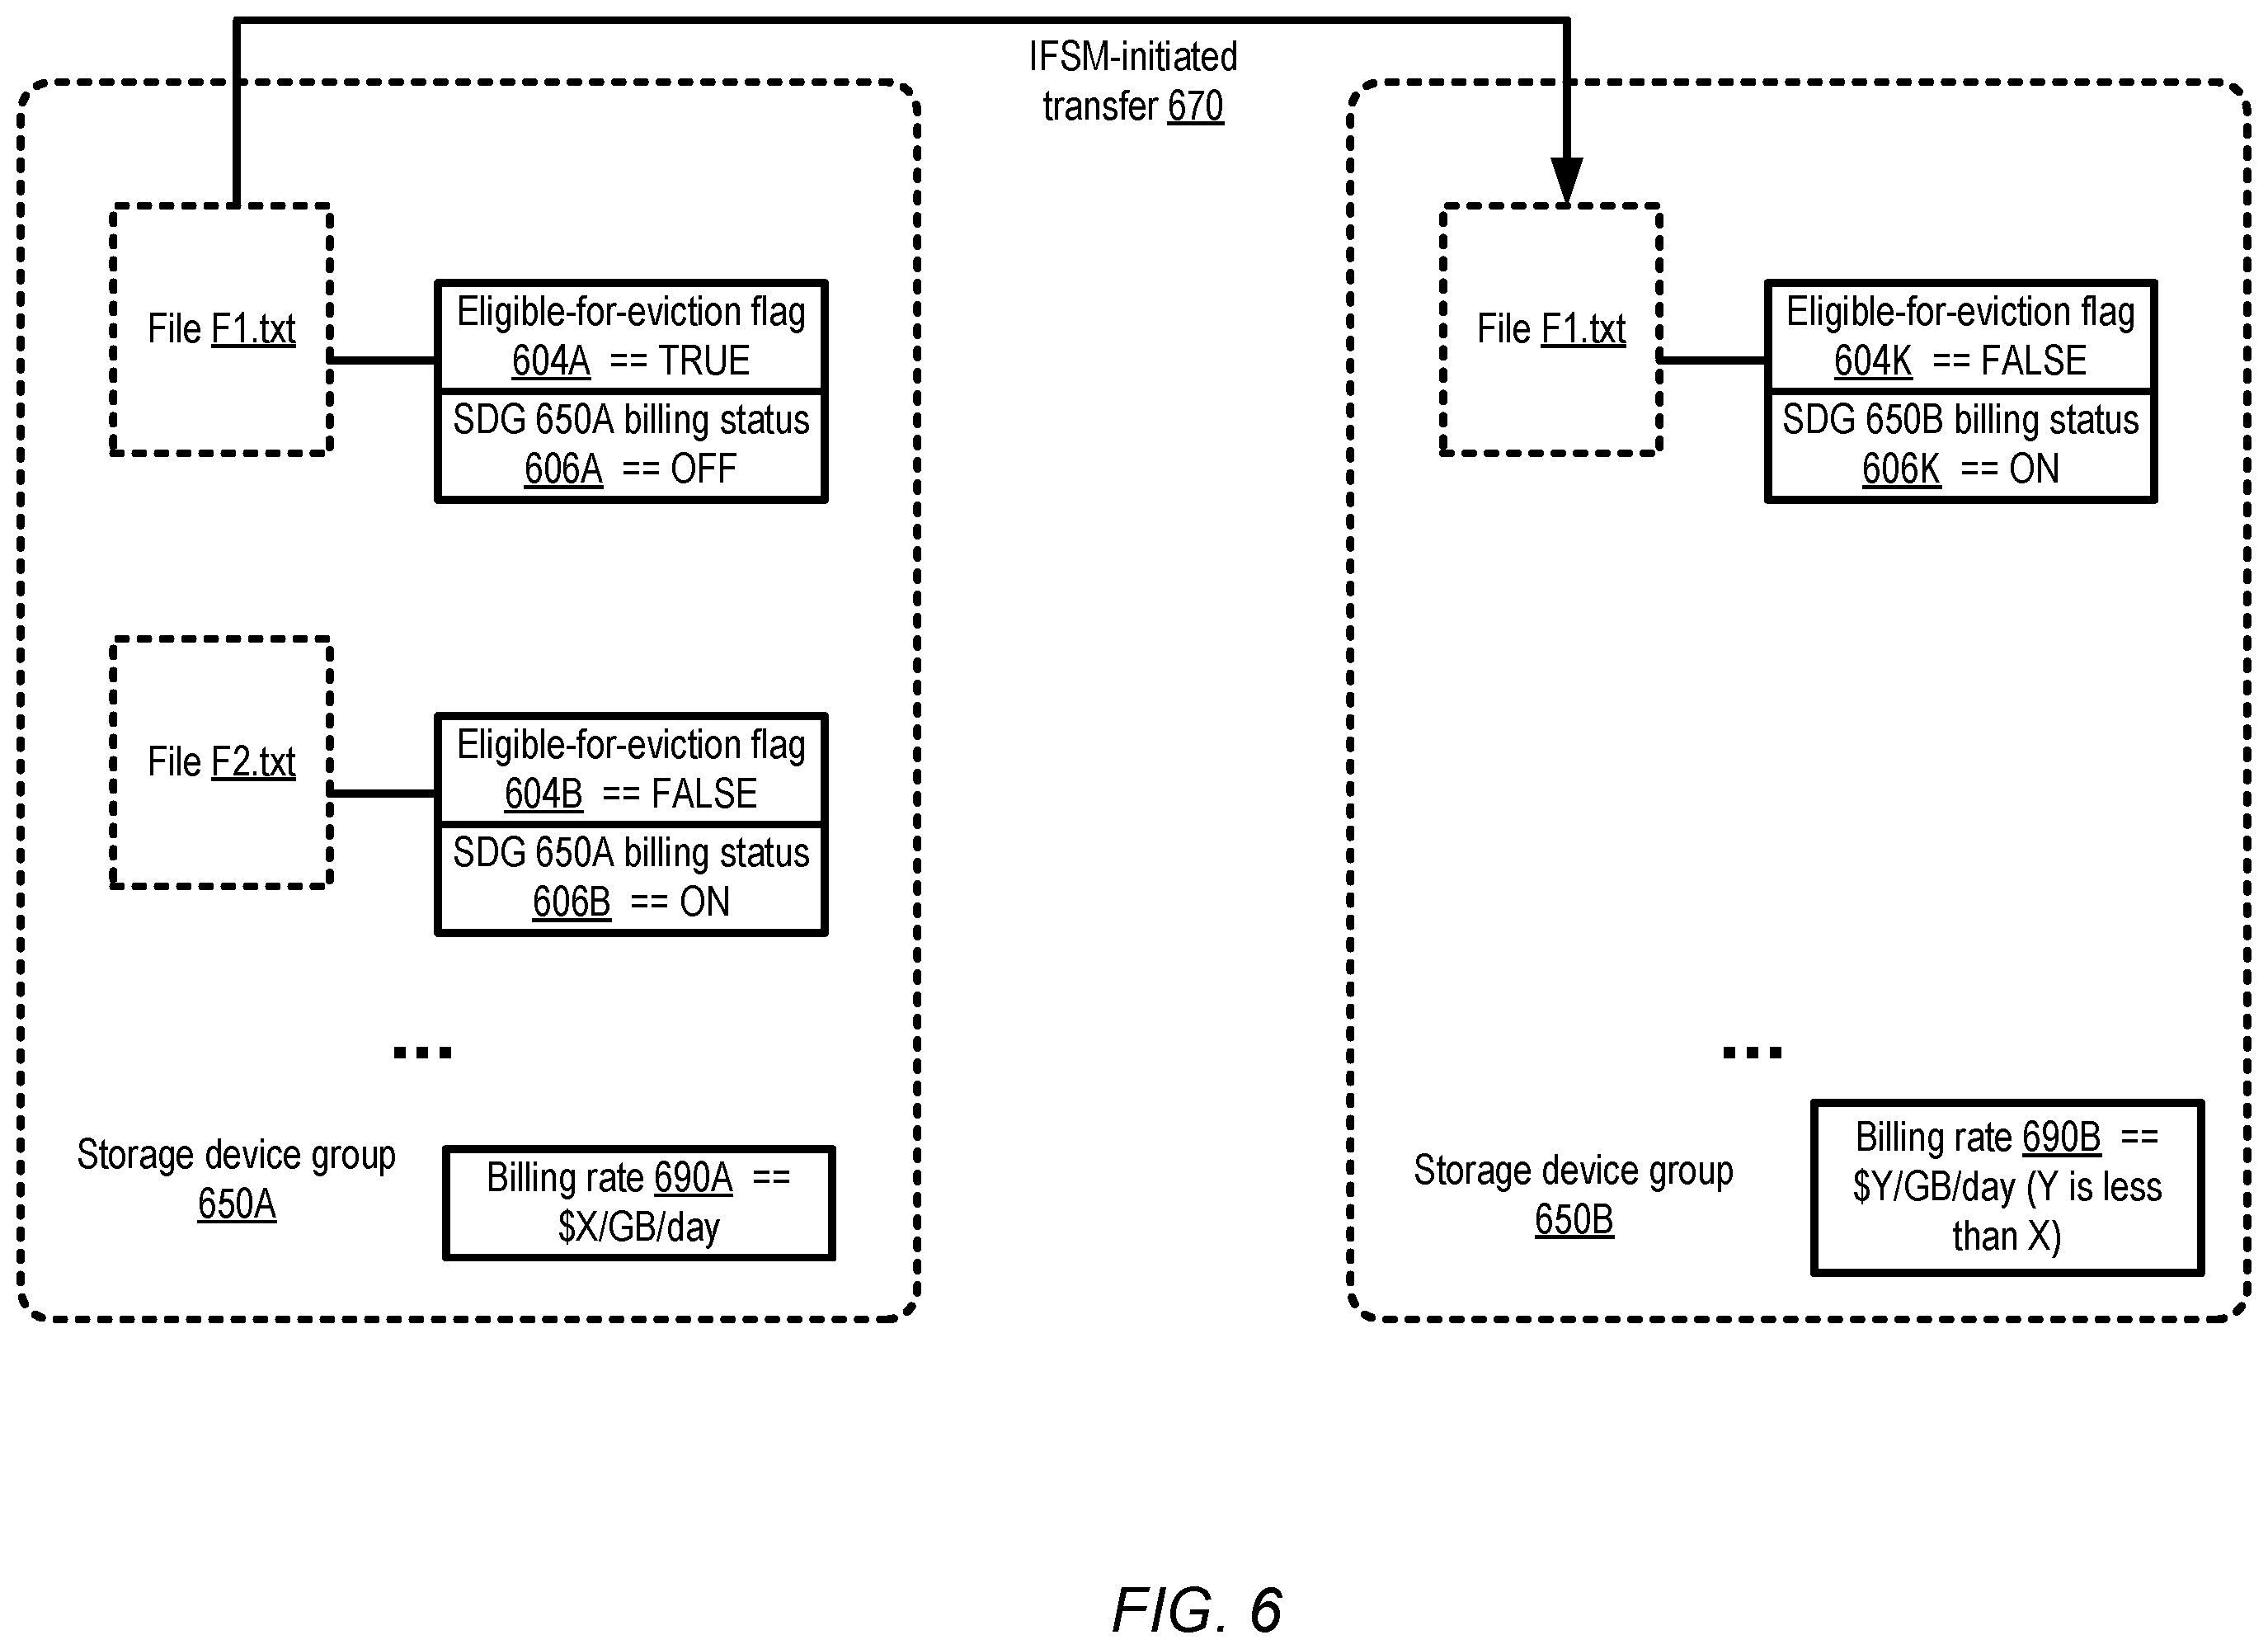 IFSM-initiated
transfer 670
File F1.txt
Eligible-for-eviction flag
604A == TRUE
SDG 650A billing status
606A == OFF
File F2.txt
Eligible-for-eviction flag
604B == FALSE
SDG 650A billing status
606B == ON
...
Storage device group
650A
Billing rate 690A ==
$X/GB/day
File F1.txt
Eligible-for-eviction flag
604K == FALSE
SDG 650B billing status
606K == ON
...
Storage device group
650B
Billing rate 690B ==
$Y/GB/day (Y is less
than X)
FIG. 6